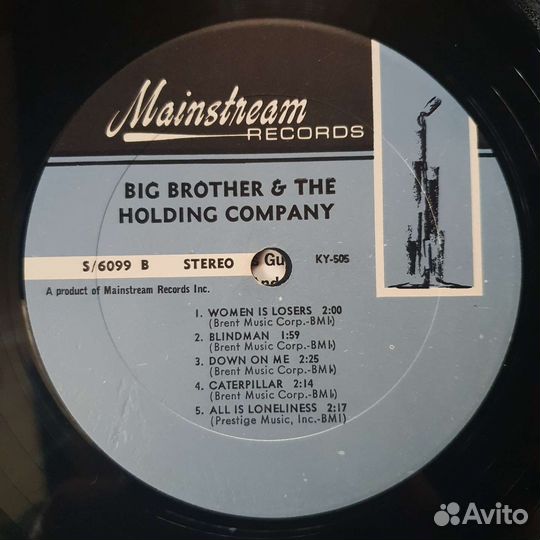 Mainstream
RECORDS
BIG BROTHER & THE
HOLDING COMPANY
S/6099 B STEREO Gu KY-505
A product of Mainstream Records Inc.
1. WOMEN IS LOSERS 2:00
(Brent Music Corp.-BMI)
2. BLINDMAN 1:59
(Brent Music Corp.-BMI)
3. DOWN ON ME 2:25
(Brent Music Corp.-BMI)
4. CATERPILLAR 2:14
(Brent Music Corp.-BMI)
5. ALL IS LONELINESS 2:17
(Prestige Music, Inc.-BMI)
Avito